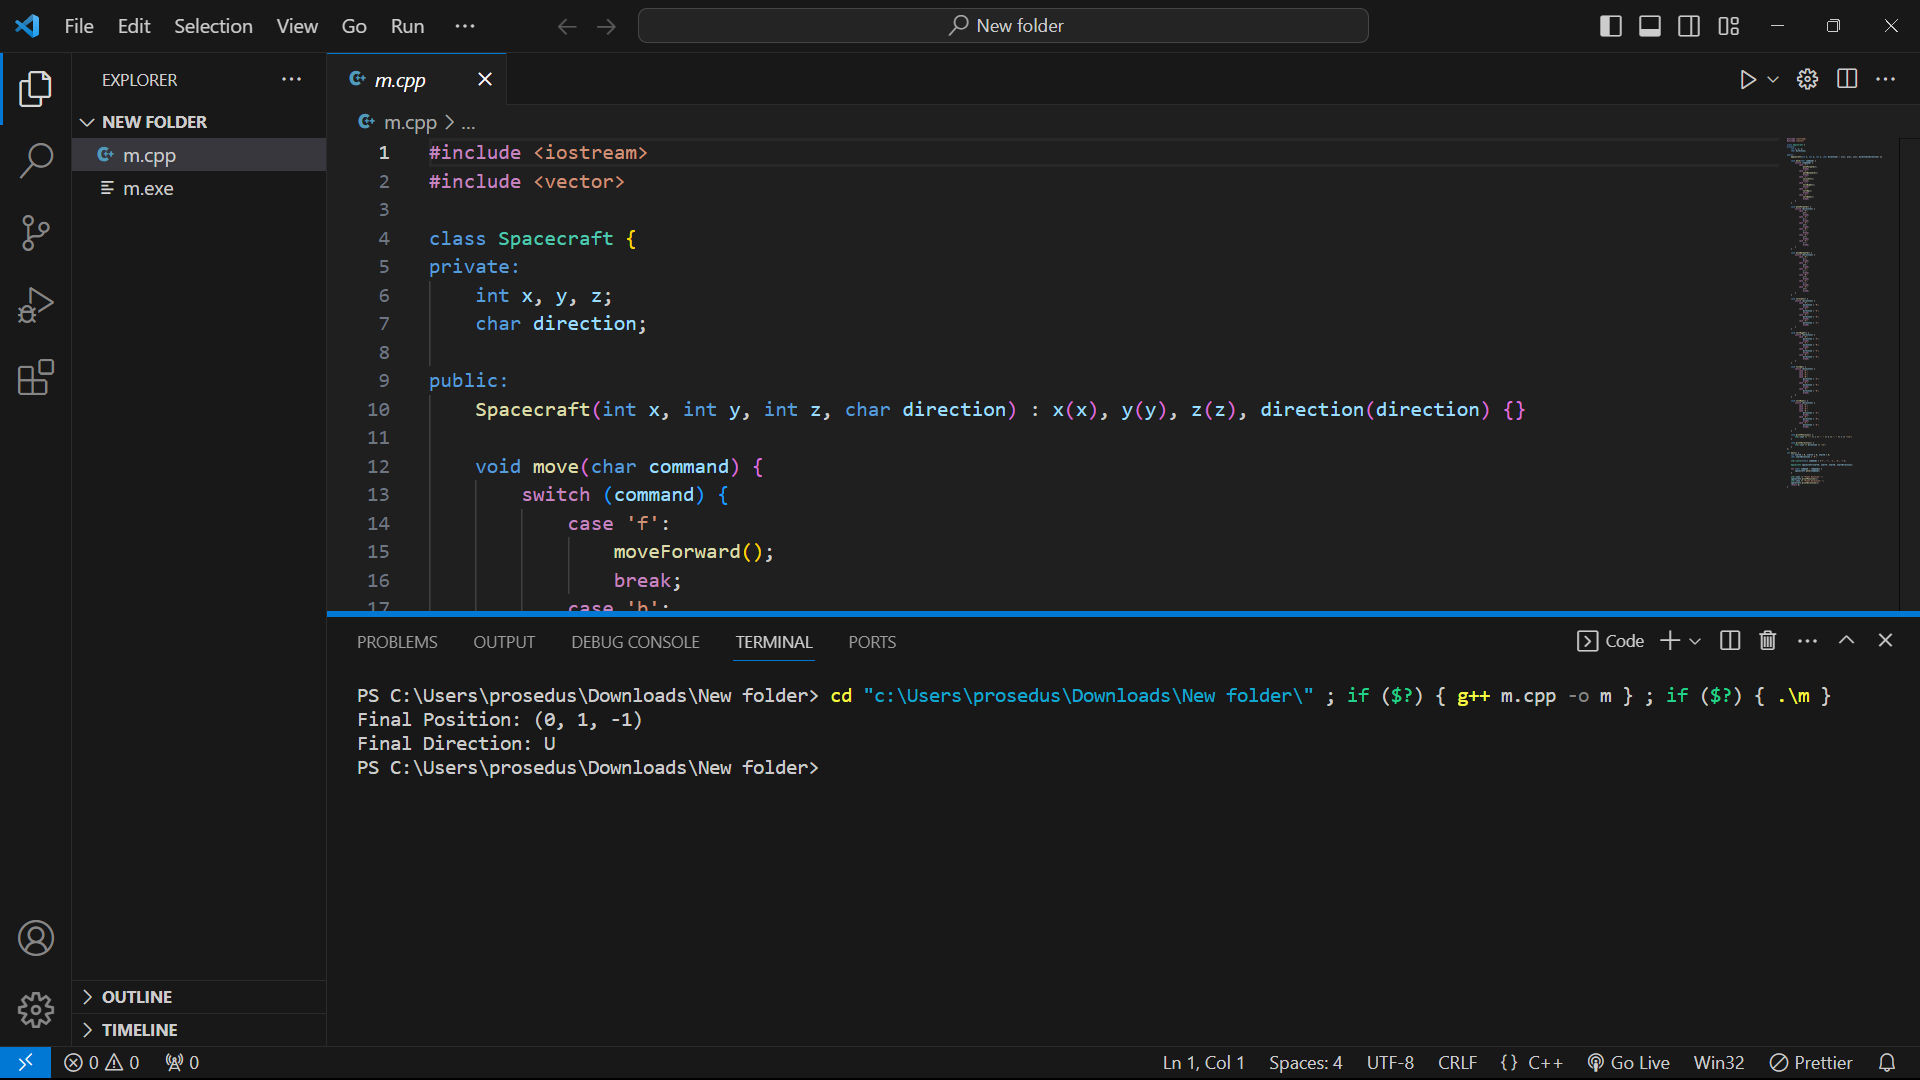 File Edit Selection View Go Run ···
New folder
EXPLORER
NEW FOLDER
m.cpp
m.exe
OUTLINE
TIMELINE
m.cpp
m.cpp > ...
1 #include <iostream>
2 #include <vector>
3
4 class Spacecraft {
5 private:
6 int x, y, z;
7 char direction;
8
9 public:
10 Spacecraft(int x, int y, int z, char direction) : x(x), y(y), z(z), direction(direction) {}
11
12 void move(char command) {
13 switch (command) {
14 case 'f':
15 moveForward();
16 break;
17 case 'b':
PROBLEMS OUTPUT DEBUG CONSOLE TERMINAL PORTS
Code
PS C:\Users\prosedus\Downloads\New folder> cd "c:\Users\prosedus\Downloads\New folder\" ; if ($?) { g++ m.cpp -o m } ; if ($?) { .\m }
Final Position: (0, 1, -1)
Final Direction: U
PS C:\Users\prosedus\Downloads\New folder>
0 0 0
Ln 1, Col 1 Spaces: 4 UTF-8 CRLF {} C++ Go Live Win32 Prettier